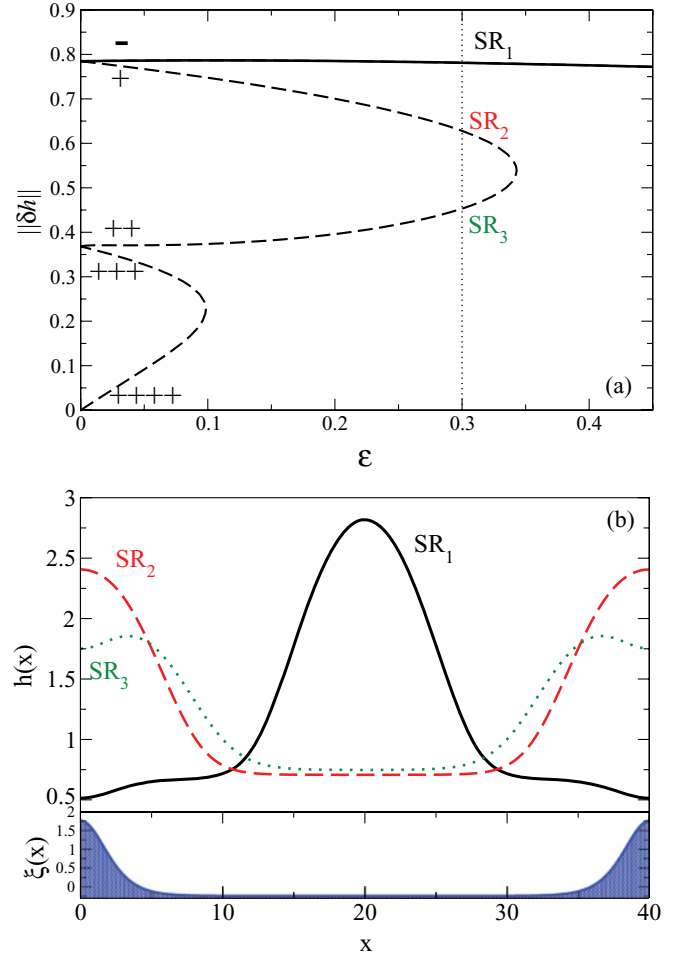 0.9
0.8
0.7
0.6
0.5
0.4
0.3
0.2
0.1
0
||δh||
-
+
++
+++
++++
SR₁
SR₂
SR₃
(a)
0 0.1 0.2 0.3 0.4
ε
3
2.5
2
1.5
1
0.5
h(x)
(b)
SR₁
SR₂
SR₃
2
1.5
1
0.5
0
ξ(x)
0 10 20 30 40
x